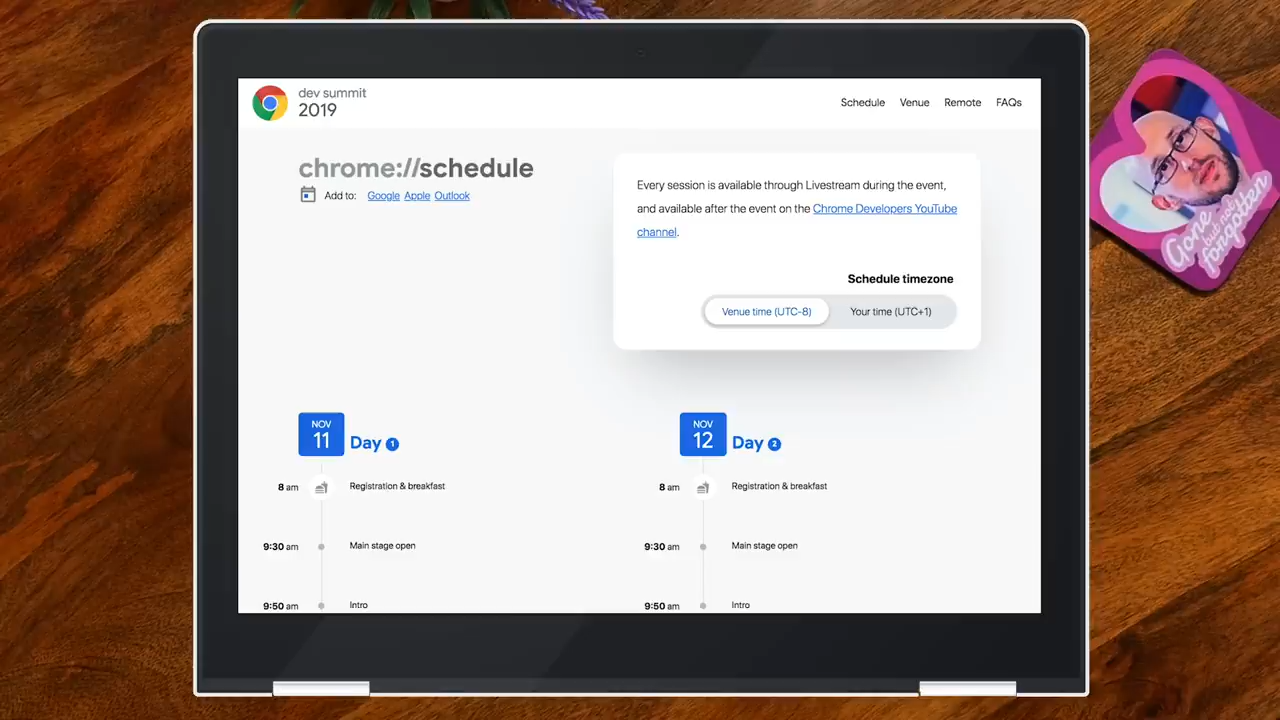 dev summit
2019
Schedule
Venue
Remote
FAQs
chrome://schedule
Add to: Google Apple Outlook
Every session is available through Livestream during the event,
and available after the event on the Chrome Developers YouTube
channel.
Schedule timezone
Venue time (UTC-8)
Your time (UTC+1)
NOV
11
Day 1
8 am
Registration & breakfast
9:30 am
Main stage open
9:50 am
Intro
NOV
12
Day 2
8 am
Registration & breakfast
9:30 am
Main stage open
9:50 am
Intro
Gone
but not
forgotten